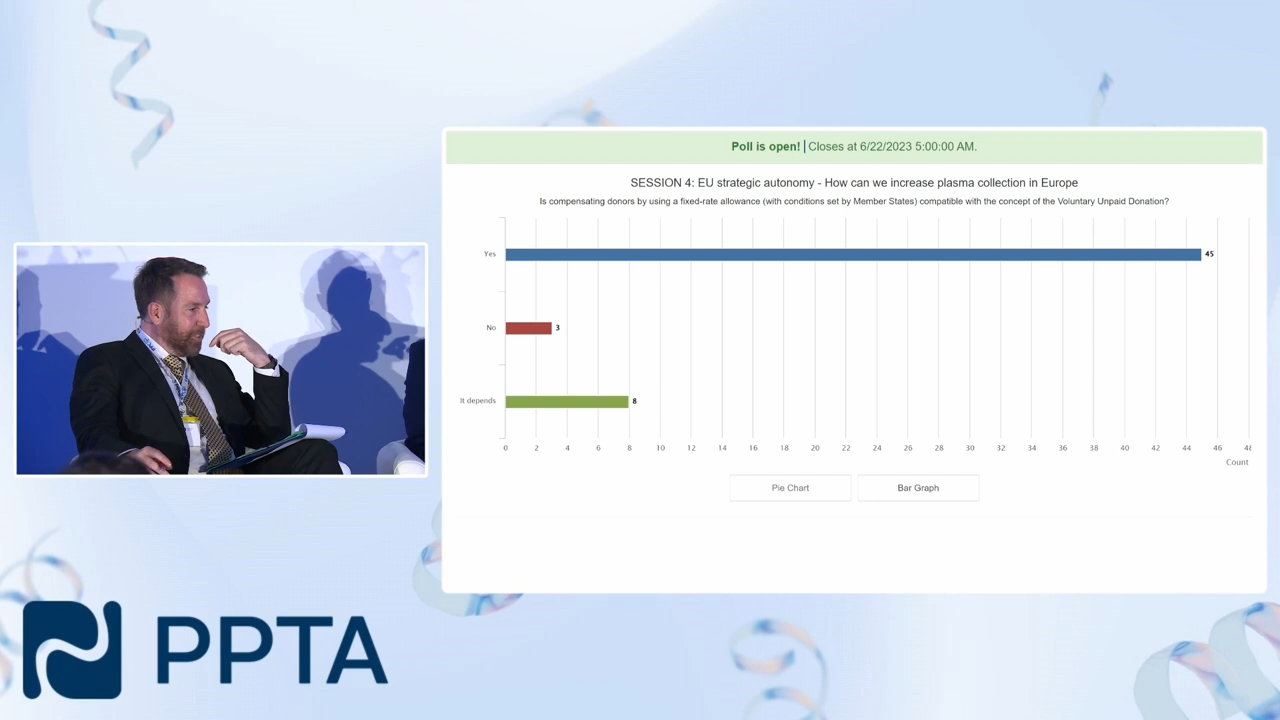 Poll is open! | Closes at 6/22/2023 5:00:00 AM.
SESSION 4: EU strategic autonomy - How can we increase plasma collection in Europe
Is compensating donors by using a fixed-rate allowance (with conditions set by Member States) compatible with the concept of the Voluntary Unpaid Donation?
Yes 45
No 3
It depends 8
0 2 4 6 8 10 12 14 16 18 20 22 24 26 28 30 32 34 36 38 40 42 44 46 48
Count
Pie Chart Bar Graph
PPTA